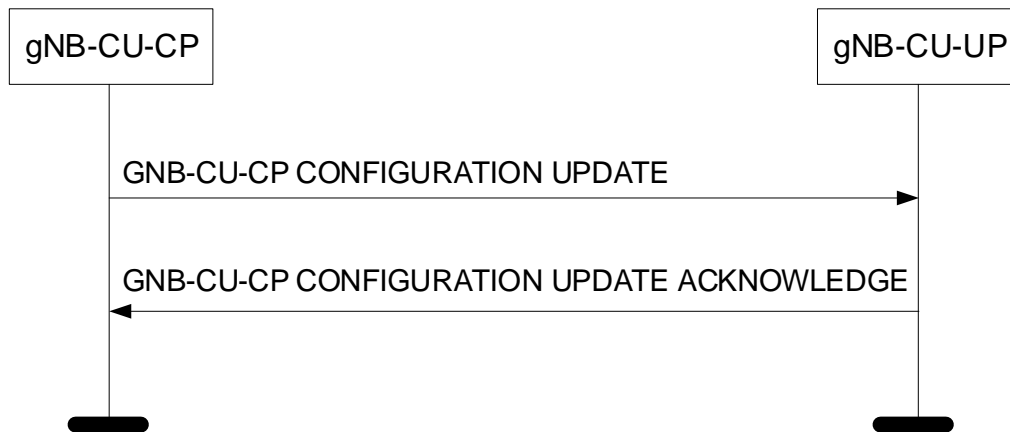 gNB-CU-CP
gNB-CU-UP
GNB-CU-CP CONFIGURATION UPDATE
GNB-CU-CP CONFIGURATION UPDATE ACKNOWLEDGE